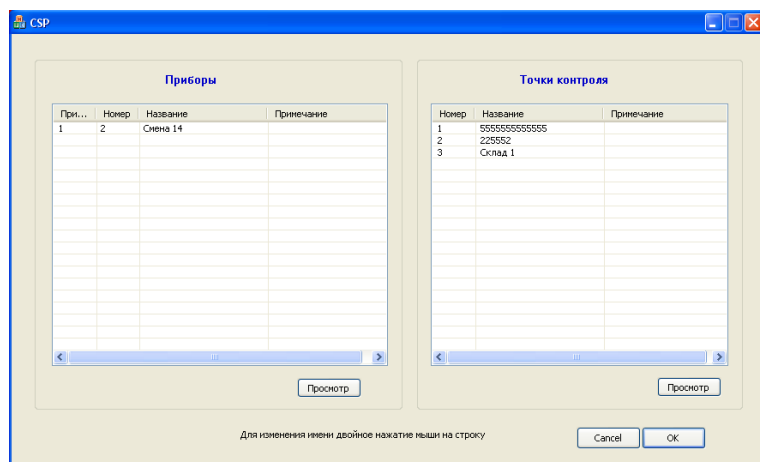 CSP
Приборы
При... Номер Название Примечание
1 2 Смена 14
Просмотр
Точки контроля
Номер Название Примечание
1 5555555555555
2 225552
3 Склад 1
Просмотр
Для изменения имени двойное нажатие мыши на строку
Cancel OK